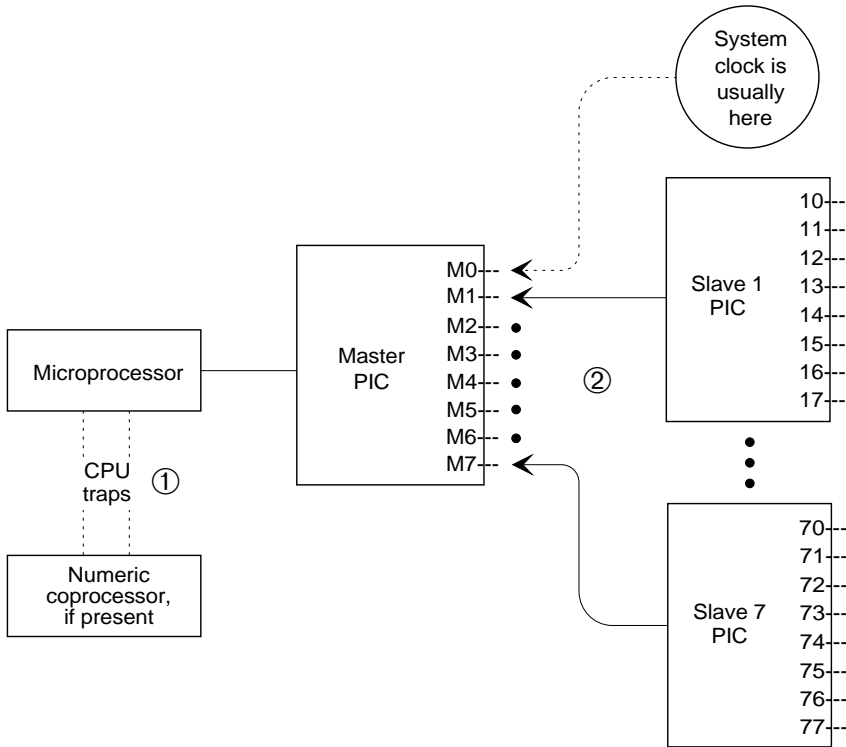 System
clock is
usually
here
10
11
12
13
14
15
16
17
Slave 1
PIC
M0
M1
M2
M3
M4
M5
M6
M7
Master
PIC
②
Microprocessor
CPU
traps
①
Numeric
coprocessor,
if present
70
71
72
73
74
75
76
77
Slave 7
PIC